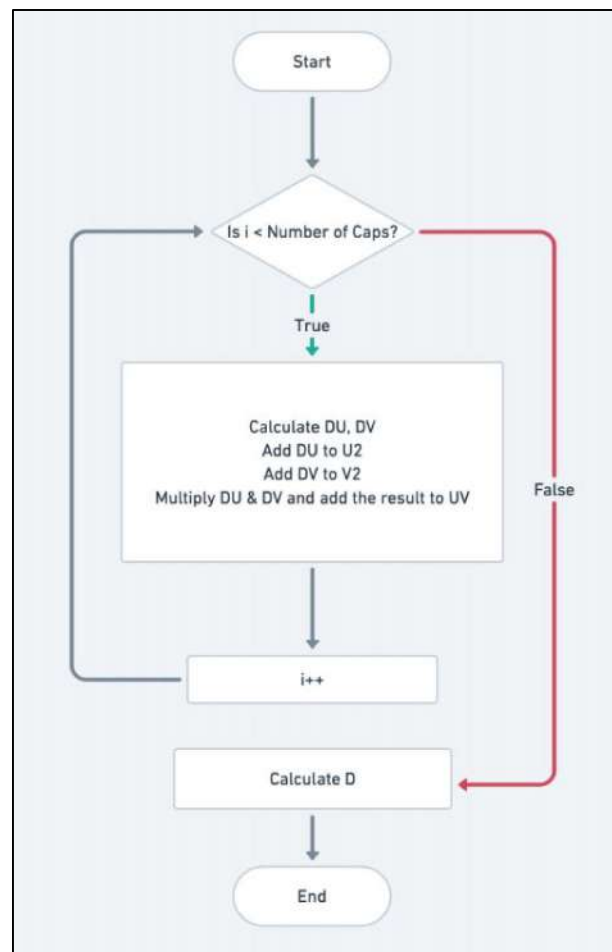 Start
Is i < Number of Caps?
True
Calculate DU, DV
Add DU to U2
Add DV to V2
Multiply DU & DV and add the result to UV
False
i++
Calculate D
End